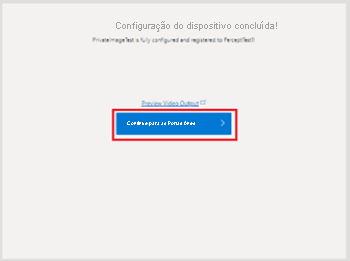 Configuração do dispositivo concluída!
PrivateImageTest is fully configured and registered to PerceptTest!!
Preview Video Output
Continue para as Portas